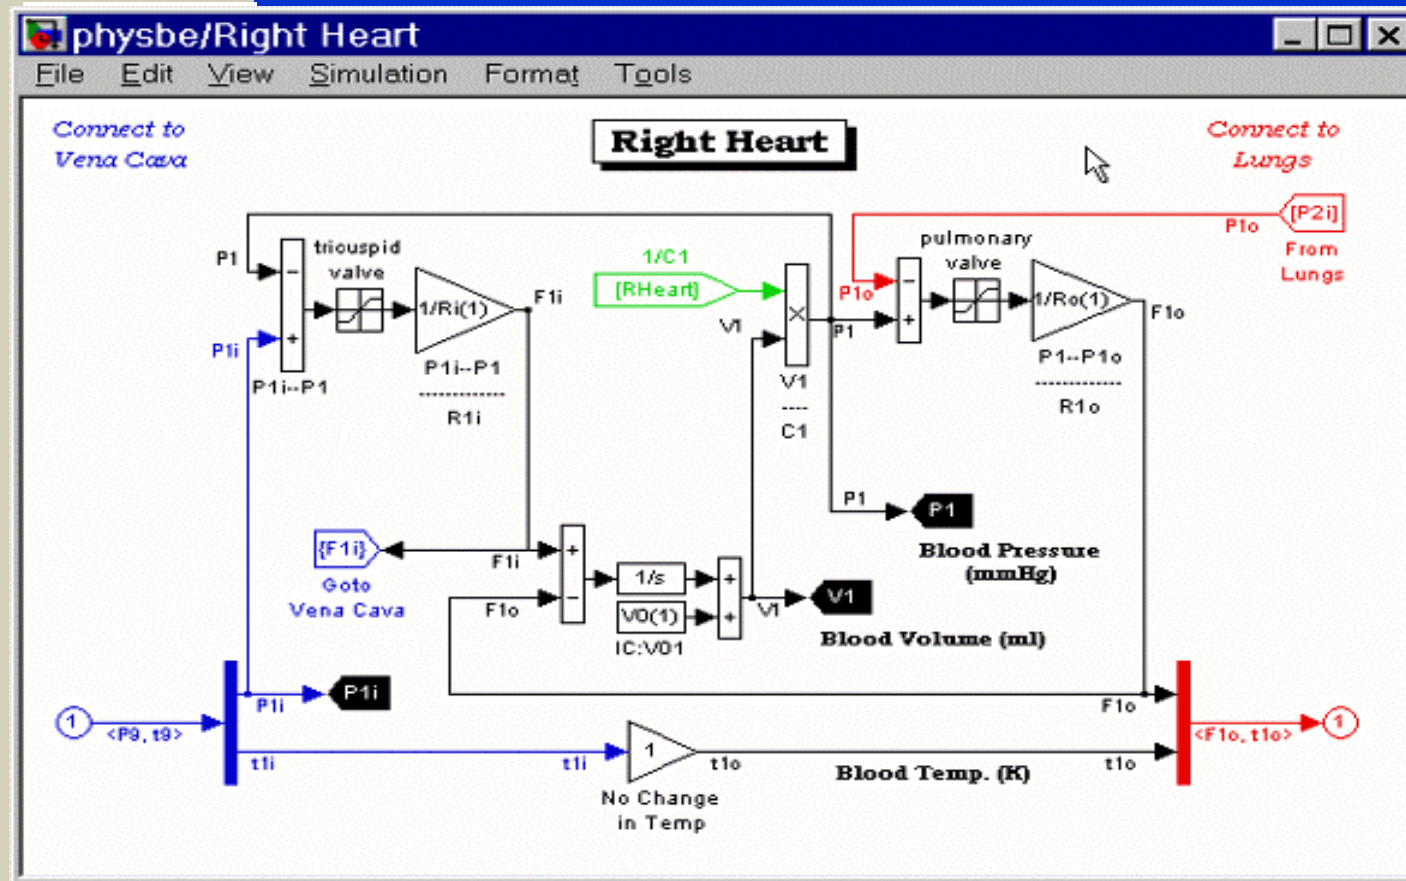 physbe/Right Heart
File Edit View Simulation Format Tools
Connect to
Vena Cava
Right Heart
Connect to
Lungs
[P2i]
P1o
From
Lungs
P1
tricuspid
valve
−
+
P1i
P1i--P1
1/Ri(1)
F1i
P1i--P1
--------------
R1i
1/C1
[RHeart]
V1
×
V1
----
C1
P1
pulmonary
valve
P1o
−
+
1/Ro(1)
F1o
P1--P1o
--------------
R1o
P1
P1
Blood Pressure
(mmHg)
{F1i}
Goto
Vena Cava
F1i
F1o
+
−
1/s
V0(1)
IC:V01
+
+
V1
V1
Blood Volume (ml)
1
<P9, t9>
P1i
P1i
t1i
t1i
1
No Change
in Temp
t1o
Blood Temp. (K)
F1o
t1o
<F1o, t1o>
1